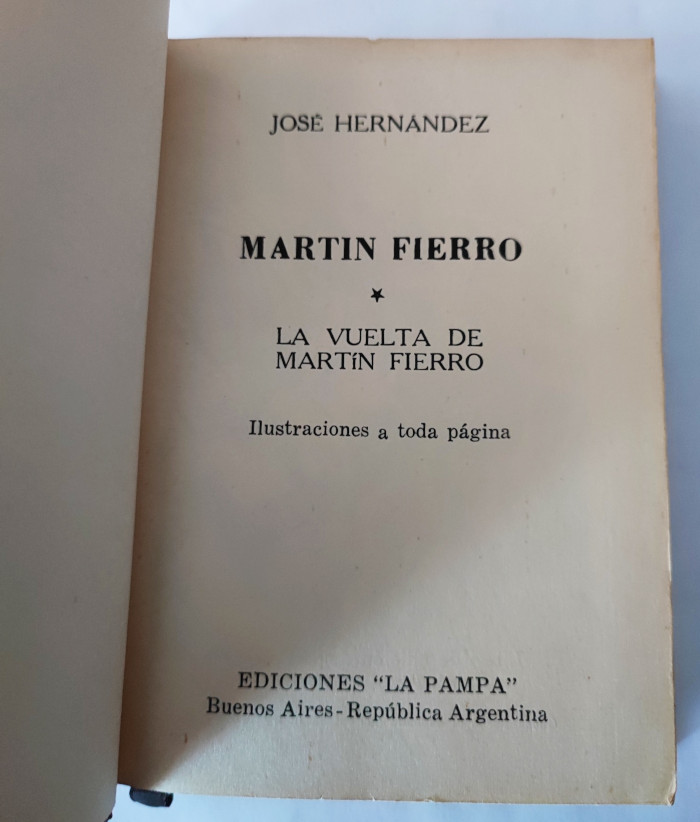 JOSÉ HERNÁNDEZ
MARTIN FIERRO
LA VUELTA DE
MARTíN FIERRO
Ilustraciones a toda página
EDICIONES “LA PAMPA”
Buenos Aires-República Argentina